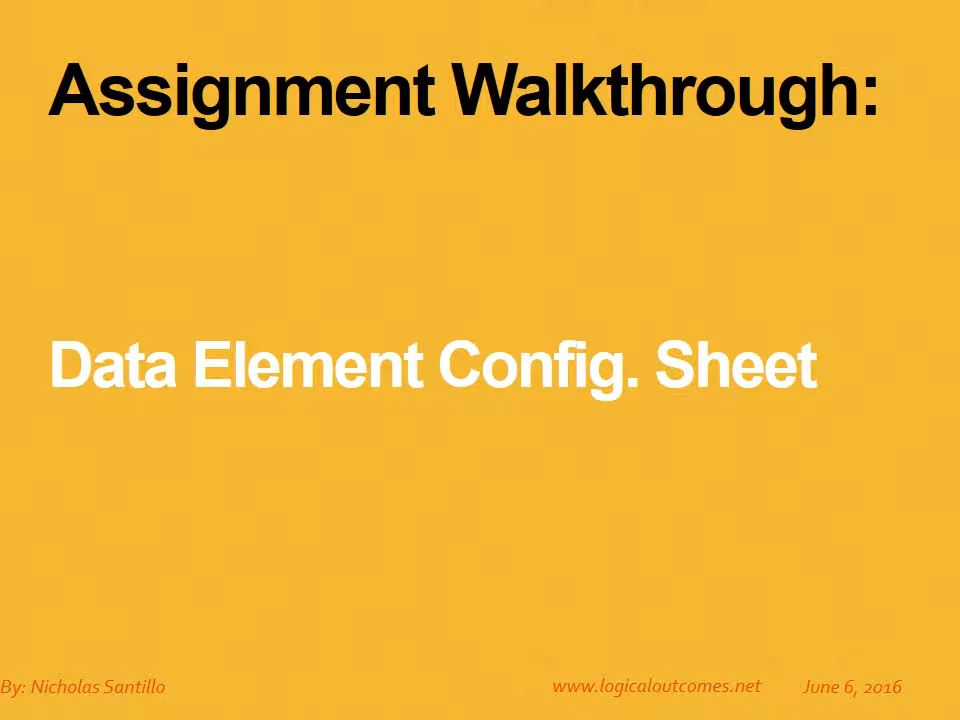 Assignment Walkthrough:
Data Element Config. Sheet
By: Nicholas Santillo www.logicaloutcomes.net June 6, 2016